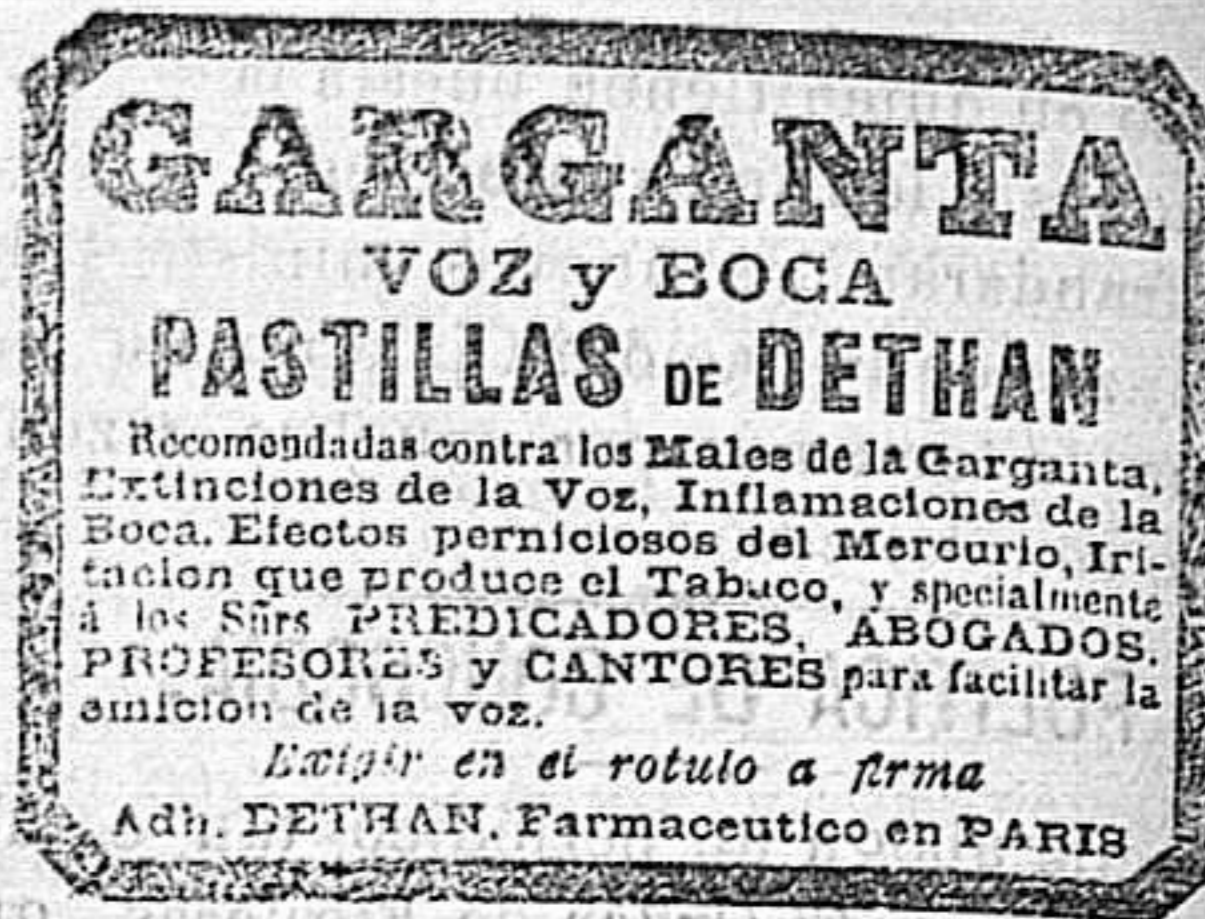 GARGANTA
VOZ y BOCA
PASTILLAS DE DETHAN
Recomendadas contra los Males de la Garganta,
Extinciones de la Voz, Inflamaciones de la
Boca. Efectos perniciosos del Mercurio, Iri-
tacion que produce el Tabaco, y specialmente
á los Sñrs PREDICADORES, ABOGADOS,
PROFESORES y CANTORES para facilitar la
emicion de la voz.
Exigir en el rotulo a firma
Adh. DETHAN, Farmaceutico en PARIS